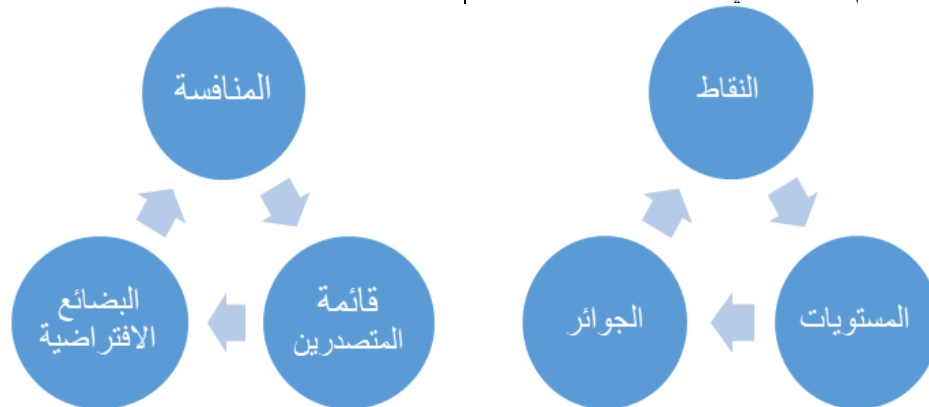 النقاط
المستويات
الجوائز
المنافسة
قائمة
المتصدرين
البضائع
الافتراضية